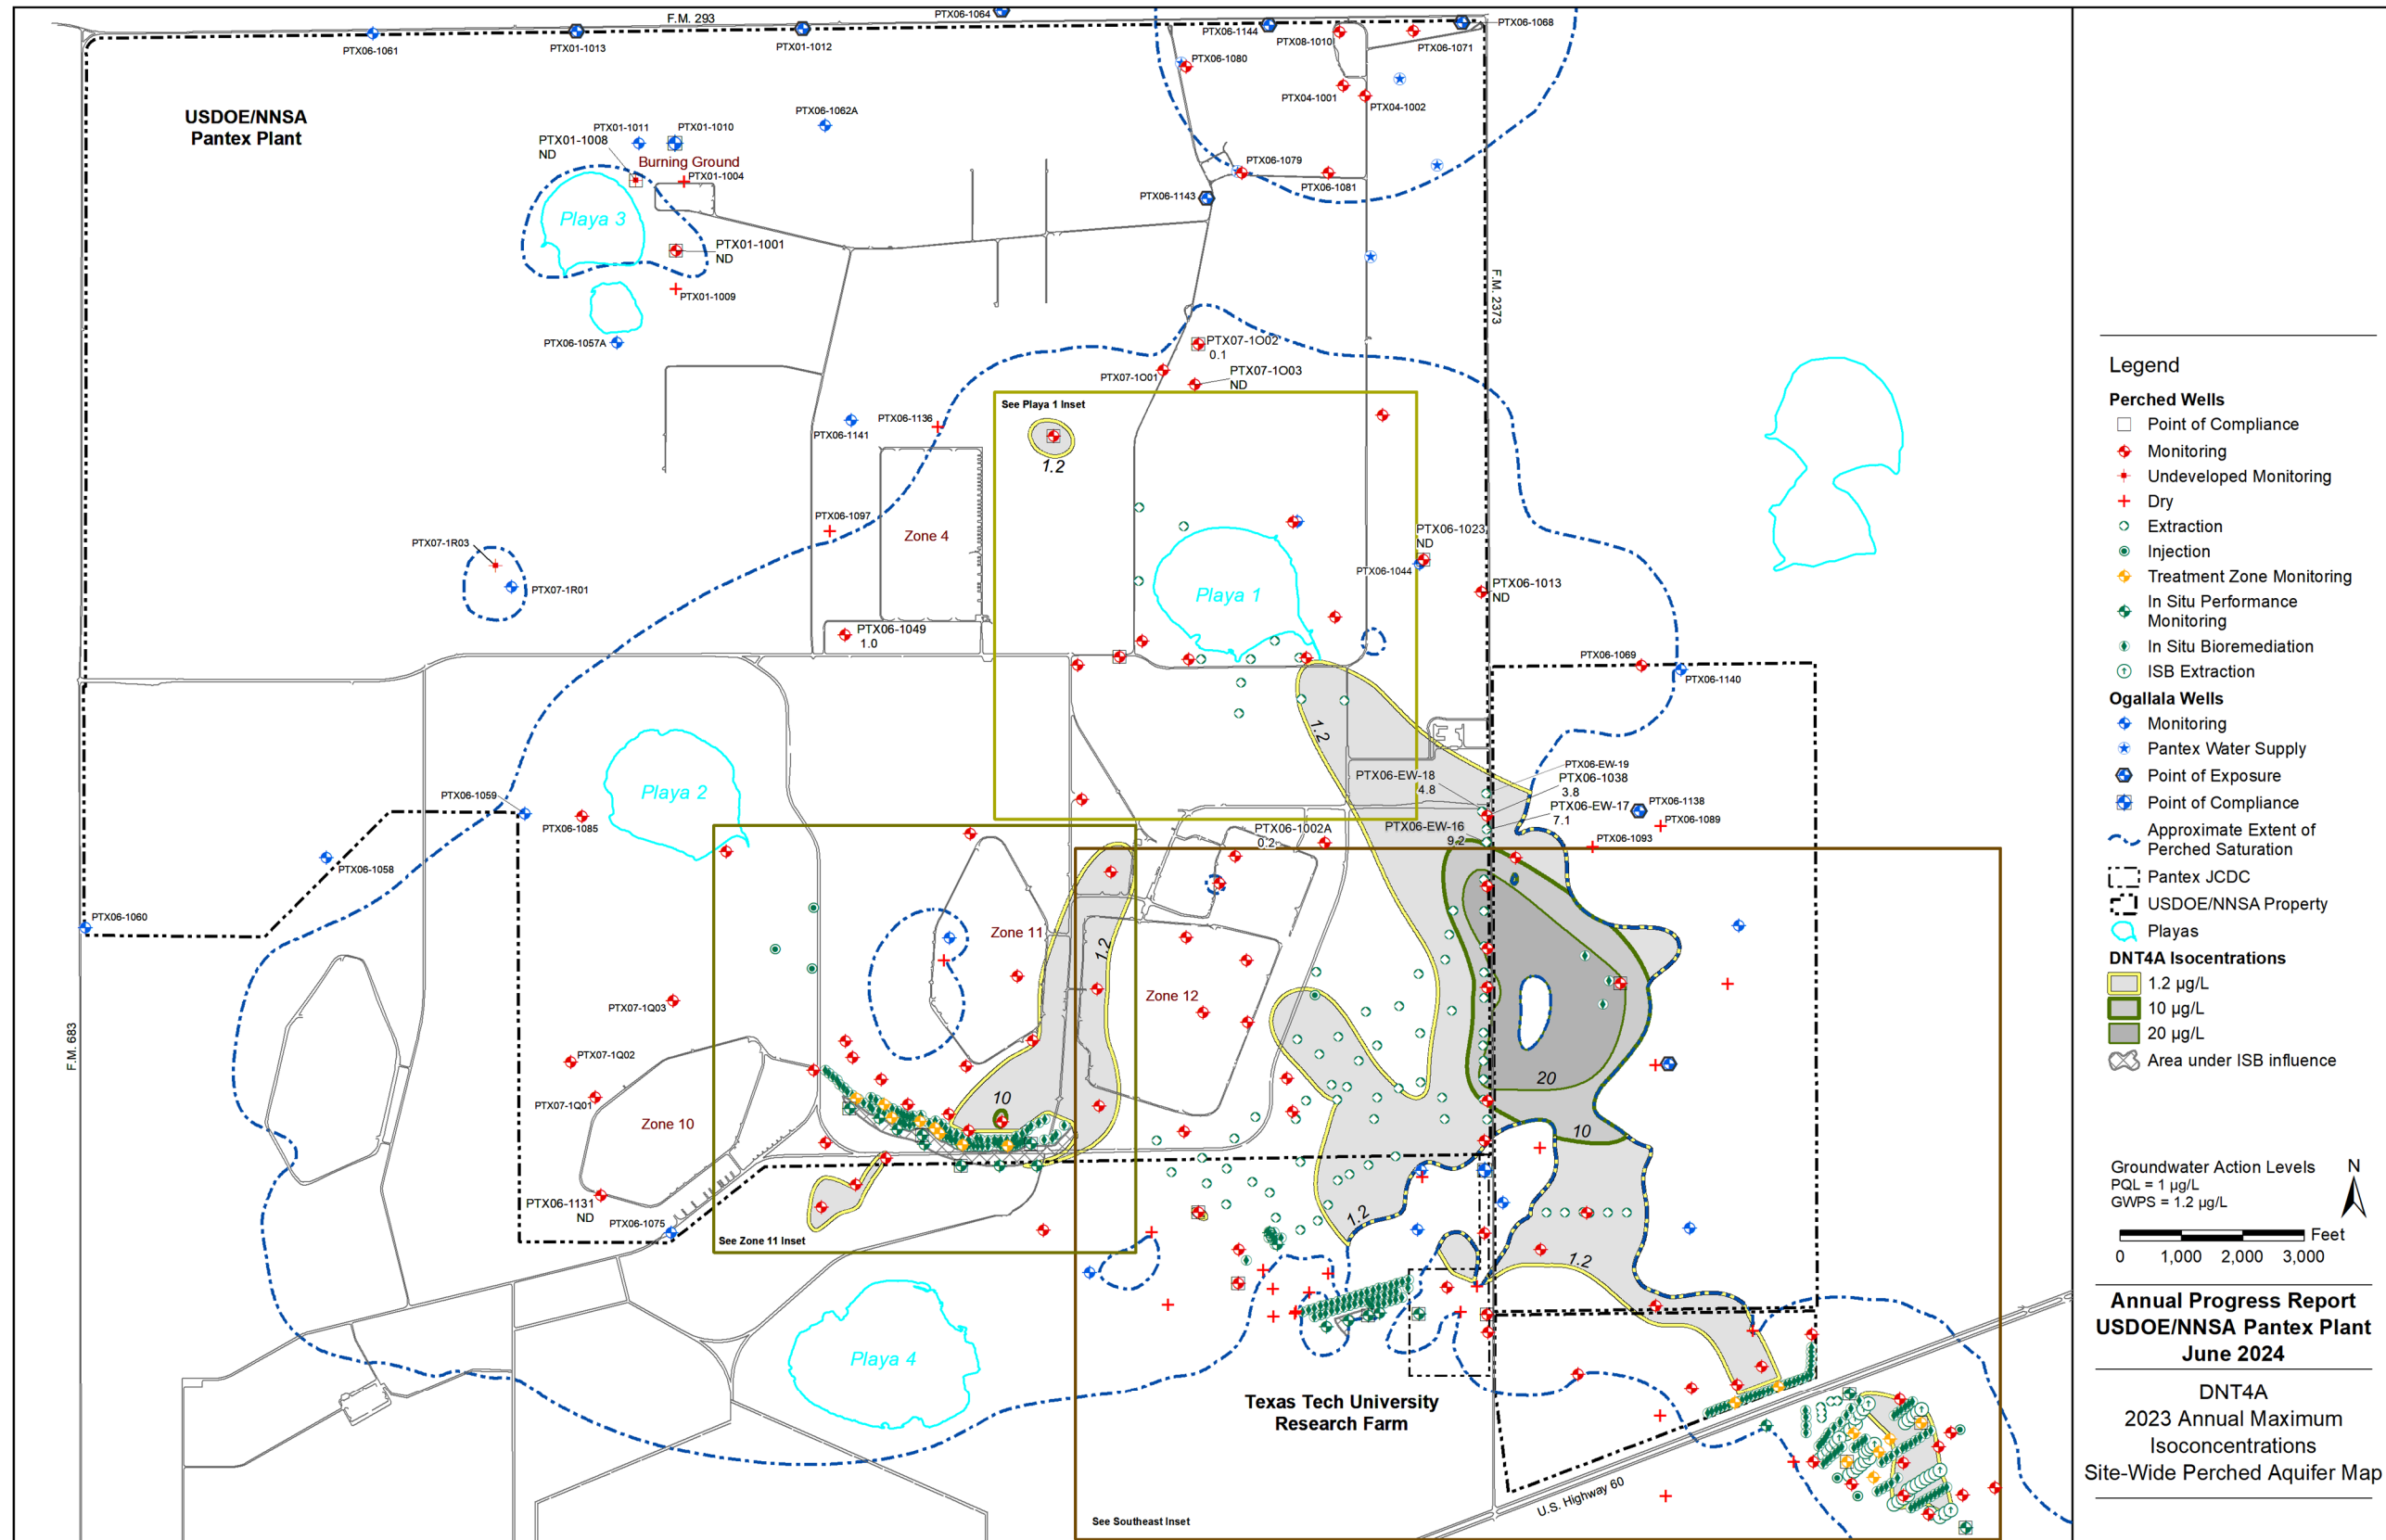 F.M. 293
PTX06-1064
PTX06-1061
PTX01-1013
PTX01-1012
PTX06-1144
PTX08-1010
PTX06-1071
PTX06-1068
PTX06-1080
PTX04-1001
PTX04-1002
USDOE/NNSA
Pantex Plant
PTX06-1062A
PTX01-1011
PTX01-1010
PTX01-1008
ND
Burning Ground
PTX01-1004
PTX06-1079
PTX06-1081
PTX06-1143
Playa 3
PTX01-1001
ND
PTX01-1009
PTX06-1057A
F.M. 2373
PTX07-1O02
0.1
PTX07-1O01
PTX07-1O03
ND
See Playa 1 Inset
1.2
PTX06-1141
PTX06-1136
PTX06-1097
Zone 4
PTX07-1R03
PTX07-1R01
PTX06-1023
ND
PTX06-1044
PTX06-1013
ND
Playa 1
PTX06-1049
1.0
PTX06-1069
PTX06-1140
1.2
Playa 2
PTX06-1059
PTX06-1085
PTX06-1058
PTX06-1060
PTX06-EW-19
PTX06-EW-18
4.8
PTX06-1038
3.8
PTX06-EW-17
7.1
PTX06-EW-16
9.2
PTX06-1138
PTX06-1089
PTX06-1093
PTX06-1002A
0.2
Zone 11
1.2
Zone 12
PTX07-1Q03
PTX07-1Q02
PTX07-1Q01
F.M. 683
Zone 10
10
20
10
PTX06-1131
ND
PTX06-1075
See Zone 11 Inset
1.2
1.2
Playa 4
Texas Tech University
Research Farm
U.S. Highway 60
See Southeast Inset
Legend
Perched Wells
Point of Compliance
Monitoring
Undeveloped Monitoring
Dry
Extraction
Injection
Treatment Zone Monitoring
In Situ Performance
Monitoring
In Situ Bioremediation
ISB Extraction
Ogallala Wells
Monitoring
Pantex Water Supply
Point of Exposure
Point of Compliance
Approximate Extent of
Perched Saturation
Pantex JCDC
USDOE/NNSA Property
Playas
DNT4A Isocentrations
1.2 µg/L
10 µg/L
20 µg/L
Area under ISB influence
Groundwater Action Levels
PQL = 1 µg/L
GWPS = 1.2 µg/L
N
Feet
0 1,000 2,000 3,000
Annual Progress Report
USDOE/NNSA Pantex Plant
June 2024
DNT4A
2023 Annual Maximum
Isoconcentrations
Site-Wide Perched Aquifer Map